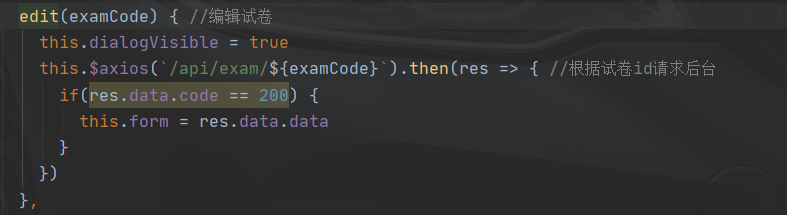 edit(examCode) { //编辑试卷
this.dialogVisible = true
this.$axios(`/api/exam/${examCode}`).then(res => { //根据试卷id请求后台
if(res.data.code == 200) {
this.form = res.data.data
}
})
},